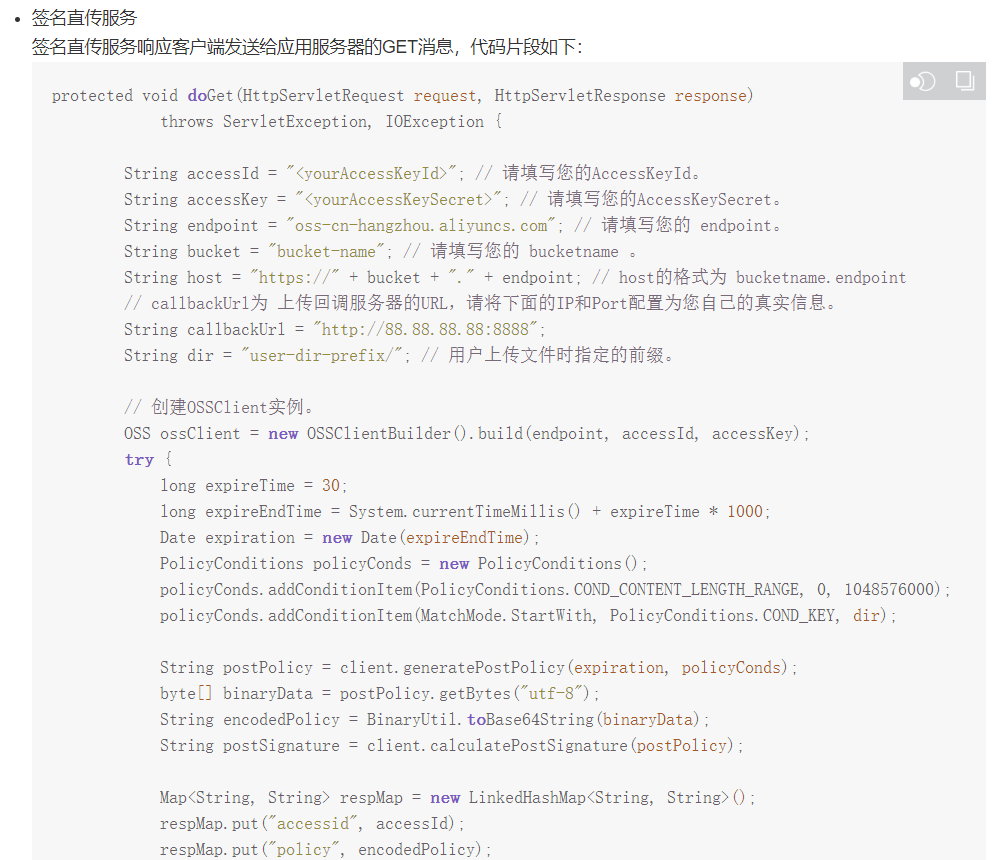 签名直传服务
签名直传服务响应客户端发送给应用服务器的GET消息，代码片段如下：
protected void doGet(HttpServletRequest request, HttpServletResponse response)
            throws ServletException, IOException {
        String accessId = "<yourAccessKeyId>"; // 请填写您的AccessKeyId。
        String accessKey = "<yourAccessKeySecret>"; // 请填写您的AccessKeySecret。
        String endpoint = "oss-cn-hangzhou.aliyuncs.com"; // 请填写您的 endpoint。
        String bucket = "bucket-name"; // 请填写您的 bucketname 。
        String host = "https://" + bucket + "." + endpoint; // host的格式为 bucketname.endpoint
        // callbackUrl为 上传回调服务器的URL，请将下面的IP和Port配置为您自己的真实信息。
        String callbackUrl = "http://88.88.88.88:8888";
        String dir = "user-dir-prefix/"; // 用户上传文件时指定的前缀。
        // 创建OSSClient实例。
        OSS ossClient = new OSSClientBuilder().build(endpoint, accessId, accessKey);
        try {
            long expireTime = 30;
            long expireEndTime = System.currentTimeMillis() + expireTime * 1000;
            Date expiration = new Date(expireEndTime);
            PolicyConditions policyConds = new PolicyConditions();
            policyConds.addConditionItem(PolicyConditions.COND_CONTENT_LENGTH_RANGE, 0, 1048576000);
            policyConds.addConditionItem(MatchMode.StartWith, PolicyConditions.COND_KEY, dir);
            String postPolicy = client.generatePostPolicy(expiration, policyConds);
            byte[] binaryData = postPolicy.getBytes("utf-8");
            String encodedPolicy = BinaryUtil.toBase64String(binaryData);
            String postSignature = client.calculatePostSignature(postPolicy);
            Map<String, String> respMap = new LinkedHashMap<String, String>();
            respMap.put("accessid", accessId);
            respMap.put("policy", encodedPolicy);